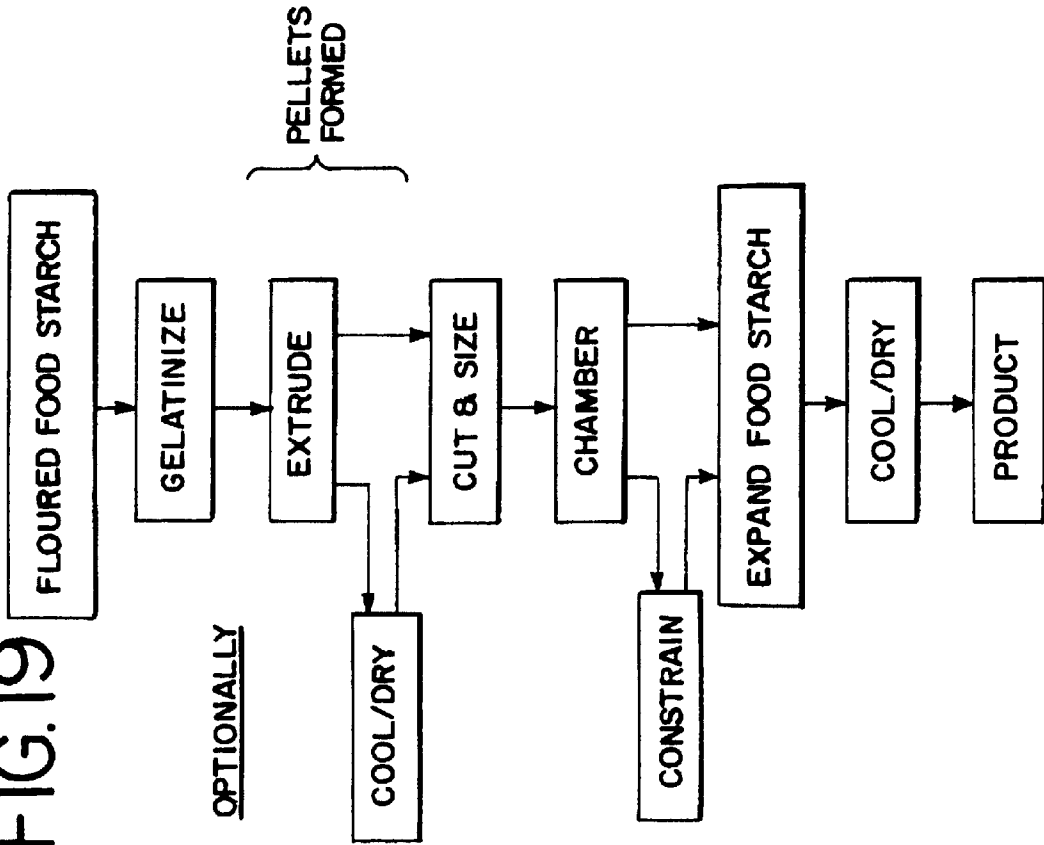 FIG. 19
FLOURED FOOD STARCH
GELATINIZE
EXTRUDE
PELLETS
FORMED
OPTIONALLY
COOL/DRY
CUT & SIZE
CHAMBER
CONSTRAIN
EXPAND FOOD STARCH
COOL/DRY
PRODUCT